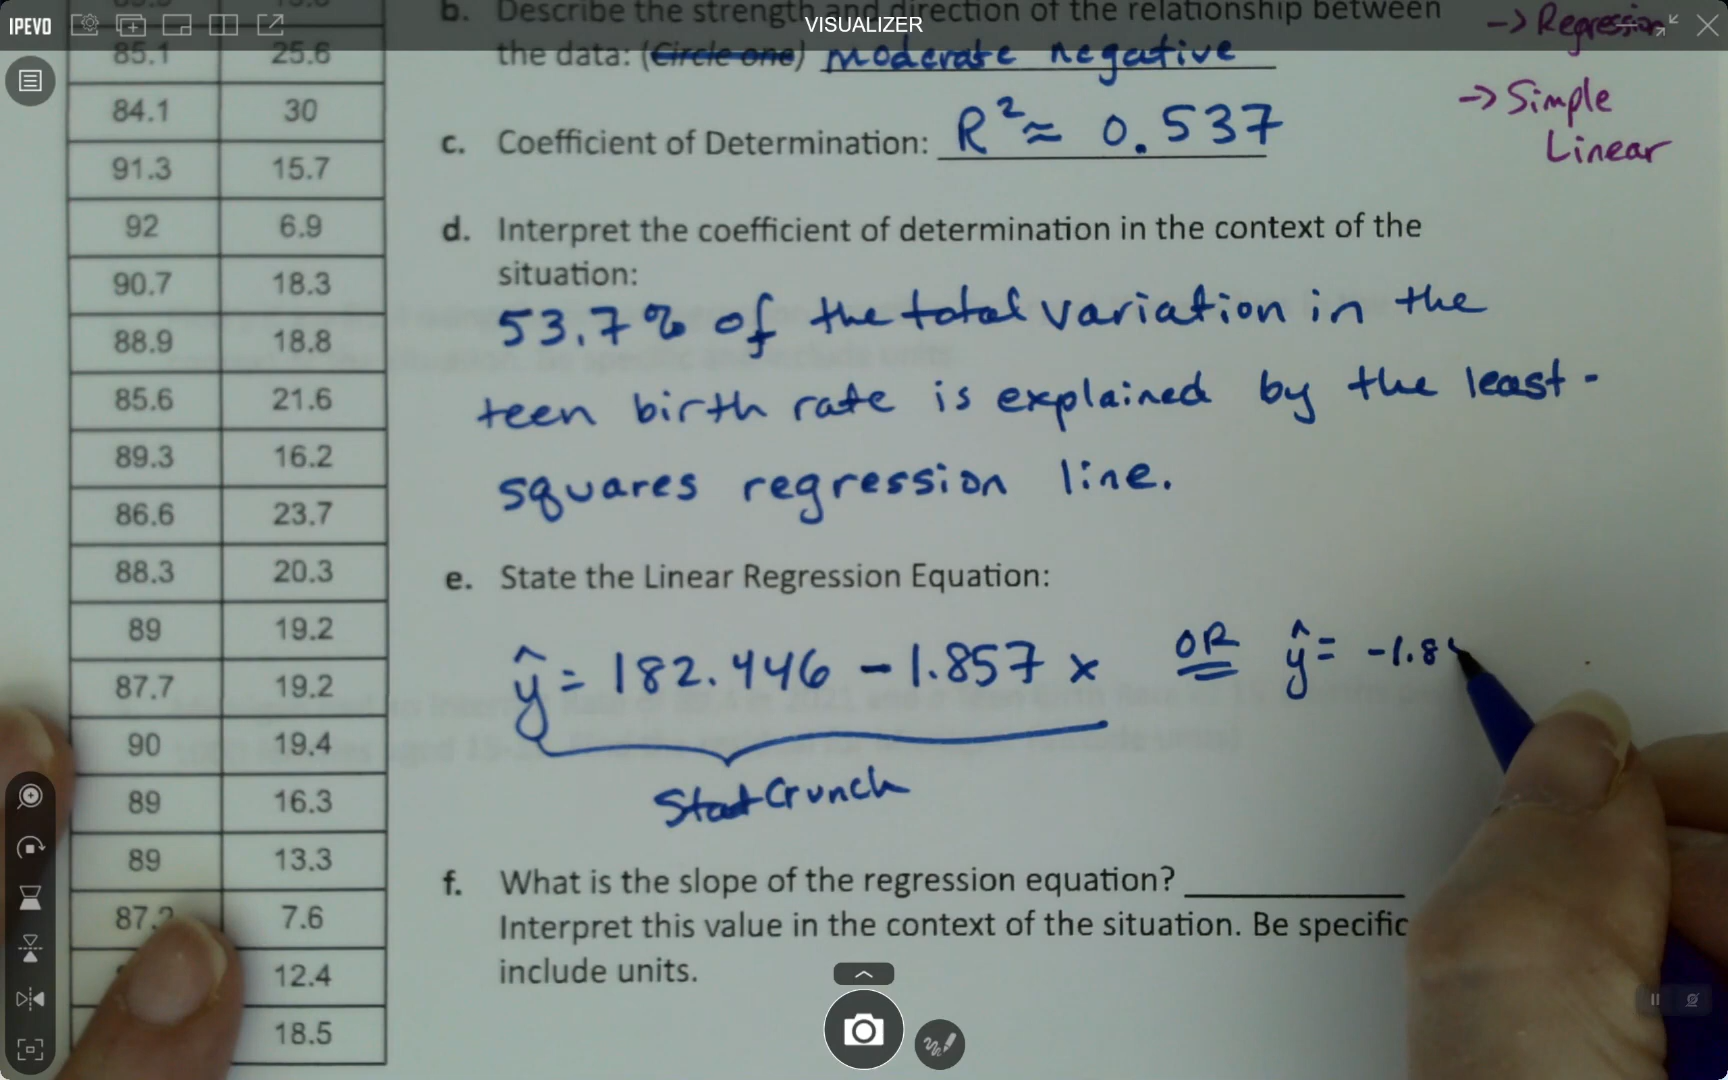 IPEVO
VISUALIZER
b. Describe the strength and direction of the relationship between
the data: (Circle one) moderate negative
-> Regression
-> Simple
Linear
c. Coefficient of Determination: R² ≈ 0.537
d. Interpret the coefficient of determination in the context of the
situation:
53.7% of the total variation in the
teen birth rate is explained by the least-
squares regression line.
e. State the Linear Regression Equation:
ŷ = 182.446 - 1.857 x OR ŷ = -1.8
StatCrunch
f. What is the slope of the regression equation?
Interpret this value in the context of the situation. Be specific
include units.
85.1 25.6
84.1 30
91.3 15.7
92 6.9
90.7 18.3
88.9 18.8
85.6 21.6
89.3 16.2
86.6 23.7
88.3 20.3
89 19.2
87.7 19.2
90 19.4
89 16.3
89 13.3
87.2 7.6
12.4
18.5